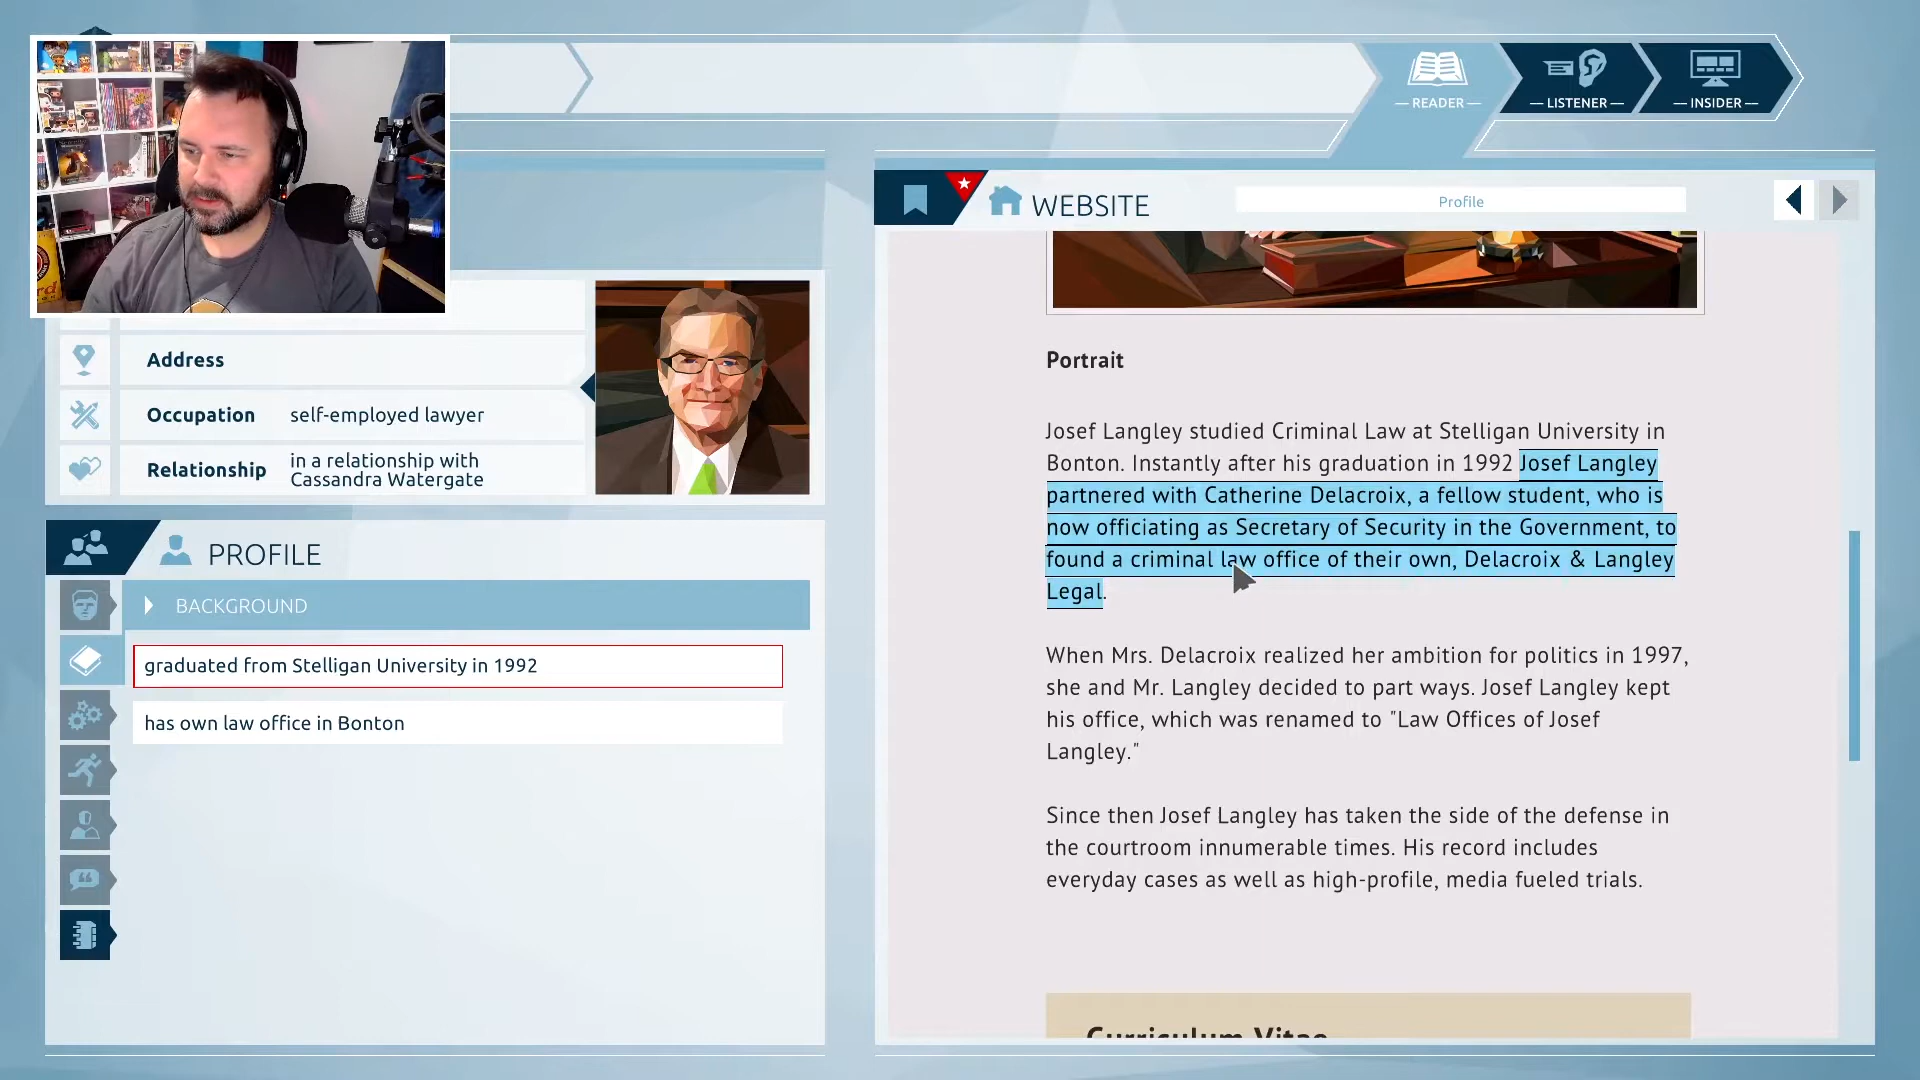 — READER —
— LISTENER —
— INSIDER —
Address
Occupation self-employed lawyer
Relationship in a relationship with
Cassandra Watergate
PROFILE
BACKGROUND
graduated from Stelligan University in 1992
has own law office in Bonton
WEBSITE
Profile
Portrait
Josef Langley studied Criminal Law at Stelligan University in
Bonton. Instantly after his graduation in 1992 Josef Langley
partnered with Catherine Delacroix, a fellow student, who is
now officiating as Secretary of Security in the Government, to
found a criminal law office of their own, Delacroix & Langley
Legal.
When Mrs. Delacroix realized her ambition for politics in 1997,
she and Mr. Langley decided to part ways. Josef Langley kept
his office, which was renamed to "Law Offices of Josef
Langley."
Since then Josef Langley has taken the side of the defense in
the courtroom innumerable times. His record includes
everyday cases as well as high-profile, media fueled trials.
Curriculum Vitae